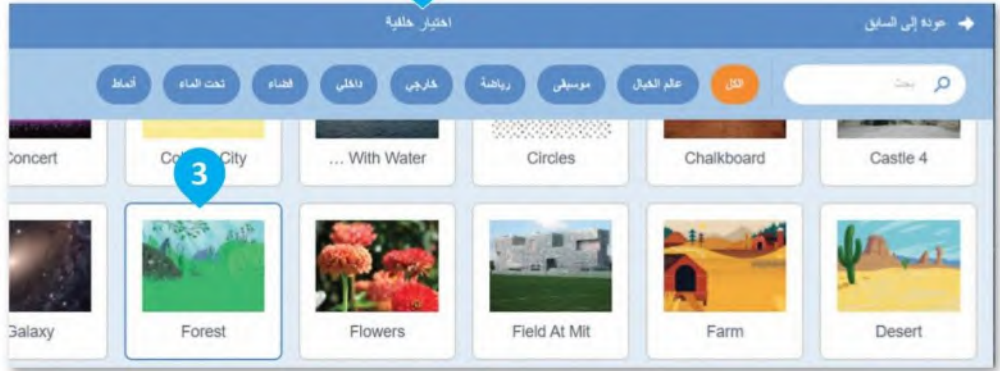 عودة إلى السابق
اختيار خلفية
بحث
الكل
عالم الخيال
موسيقى
رياضة
خارجي
داخلي
فضاء
تحت الماء
أنماط
Castle 4
Chalkboard
Circles
... With Water
City
Concert
3
Desert
Farm
Field At Mit
Flowers
Forest
Galaxy